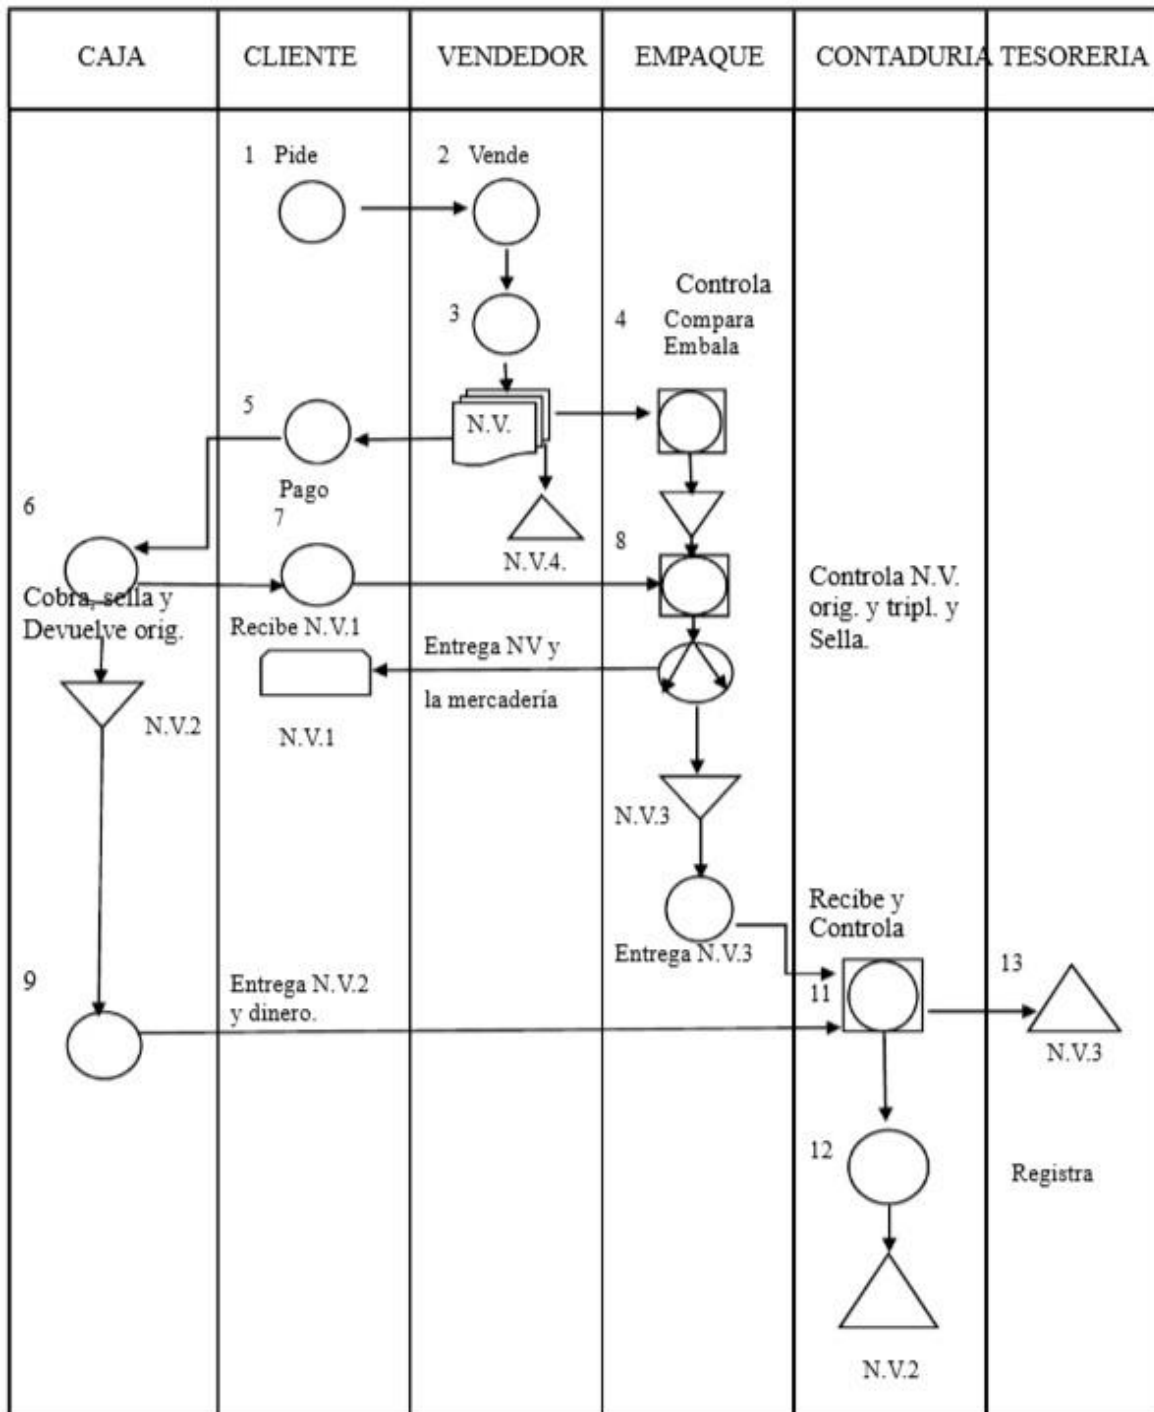 CAJA
CLIENTE
VENDEDOR
EMPAQUE
CONTADURIA
TESORERIA
1 Pide
2 Vende
3
Controla
4 Compara
Embala
5
N.V.
Pago
6
7
N.V.4.
8
Cobra, sella y
Devuelve orig.
Recibe N.V.1
Controla N.V.
orig. y tripl. y
Sella.
Entrega NV y
la mercadería
N.V.2
N.V.1
N.V.3
Entrega N.V.3
Recibe y
Controla
9
Entrega N.V.2
y dinero.
11
13
N.V.3
12
Registra
N.V.2